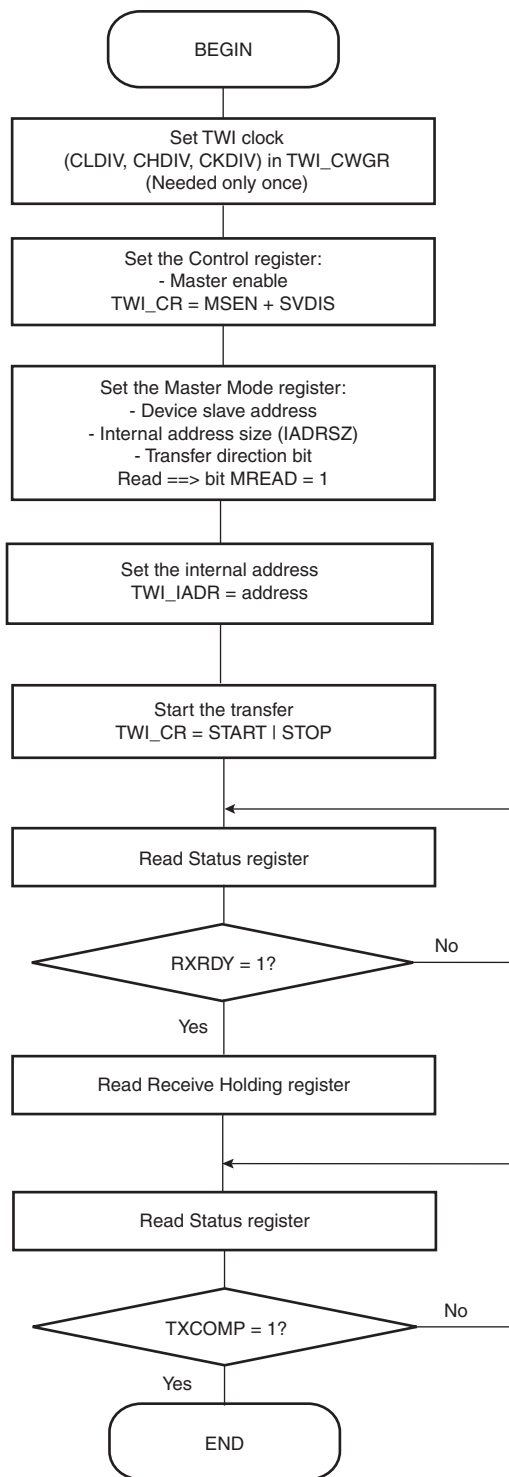 BEGIN
Set TWI clock
(CLDIV, CHDIV, CKDIV) in TWI_CWGR
(Needed only once)
Set the Control register:
- Master enable
TWI_CR = MSEN + SVDIS
Set the Master Mode register:
- Device slave address
- Internal address size (IADRSZ)
- Transfer direction bit
Read ==> bit MREAD = 1
Set the internal address
TWI_IADR = address
Start the transfer
TWI_CR = START | STOP
Read Status register
RXRDY = 1?
No
Yes
Read Receive Holding register
Read Status register
TXCOMP = 1?
No
Yes
END